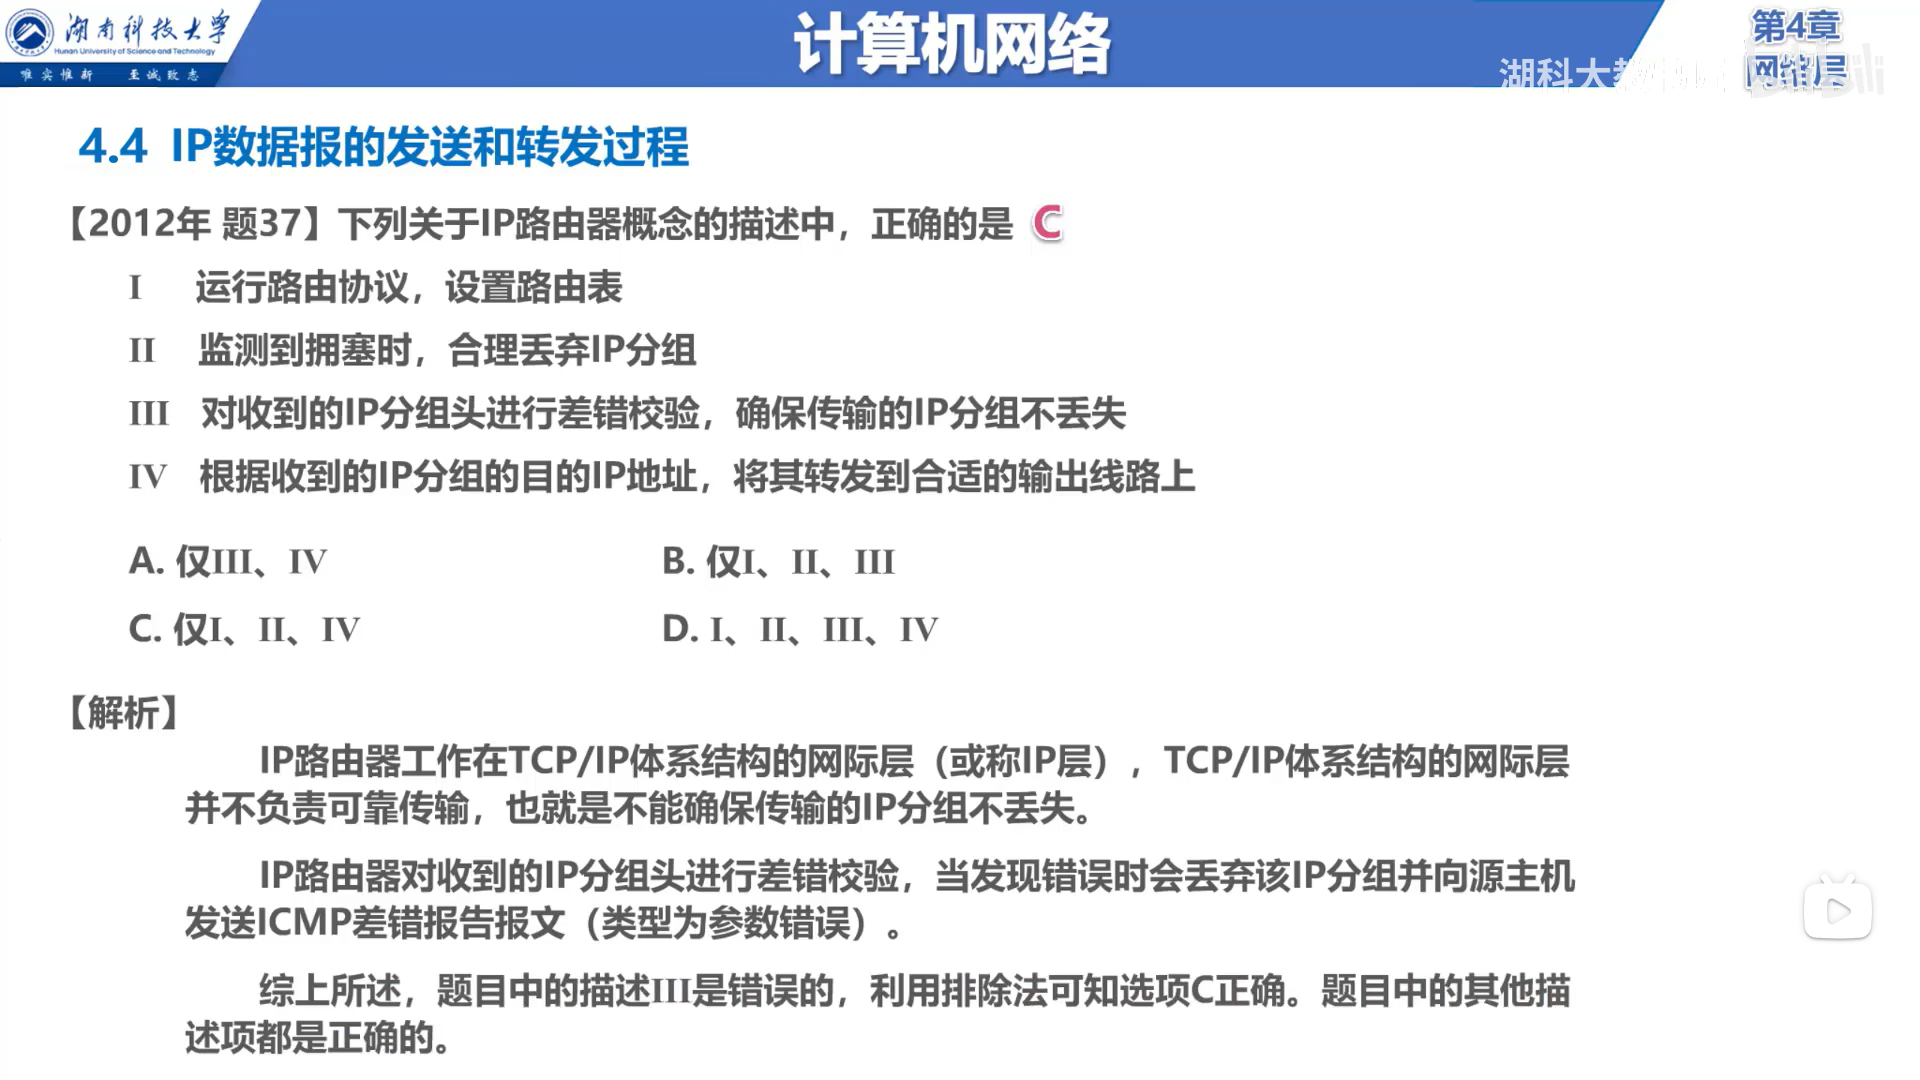 湖南科技大学
Hunan University of Science and Technology
唯实惟新 至诚致志
计算机网络
第4章
网络层
湖科大教
4.4 IP数据报的发送和转发过程
【2012年 题37】下列关于IP路由器概念的描述中，正确的是 C
I 运行路由协议，设置路由表
II 监测到拥塞时，合理丢弃IP分组
III 对收到的IP分组头进行差错校验，确保传输的IP分组不丢失
IV 根据收到的IP分组的目的IP地址，将其转发到合适的输出线路上
A. 仅III、IV B. 仅I、II、III
C. 仅I、II、IV D. I、II、III、IV
【解析】
IP路由器工作在TCP/IP体系结构的网际层（或称IP层），TCP/IP体系结构的网际层
并不负责可靠传输，也就是不能确保传输的IP分组不丢失。
IP路由器对收到的IP分组头进行差错校验，当发现错误时会丢弃该IP分组并向源主机
发送ICMP差错报告报文（类型为参数错误）。
综上所述，题目中的描述III是错误的，利用排除法可知选项C正确。题目中的其他描
述项都是正确的。